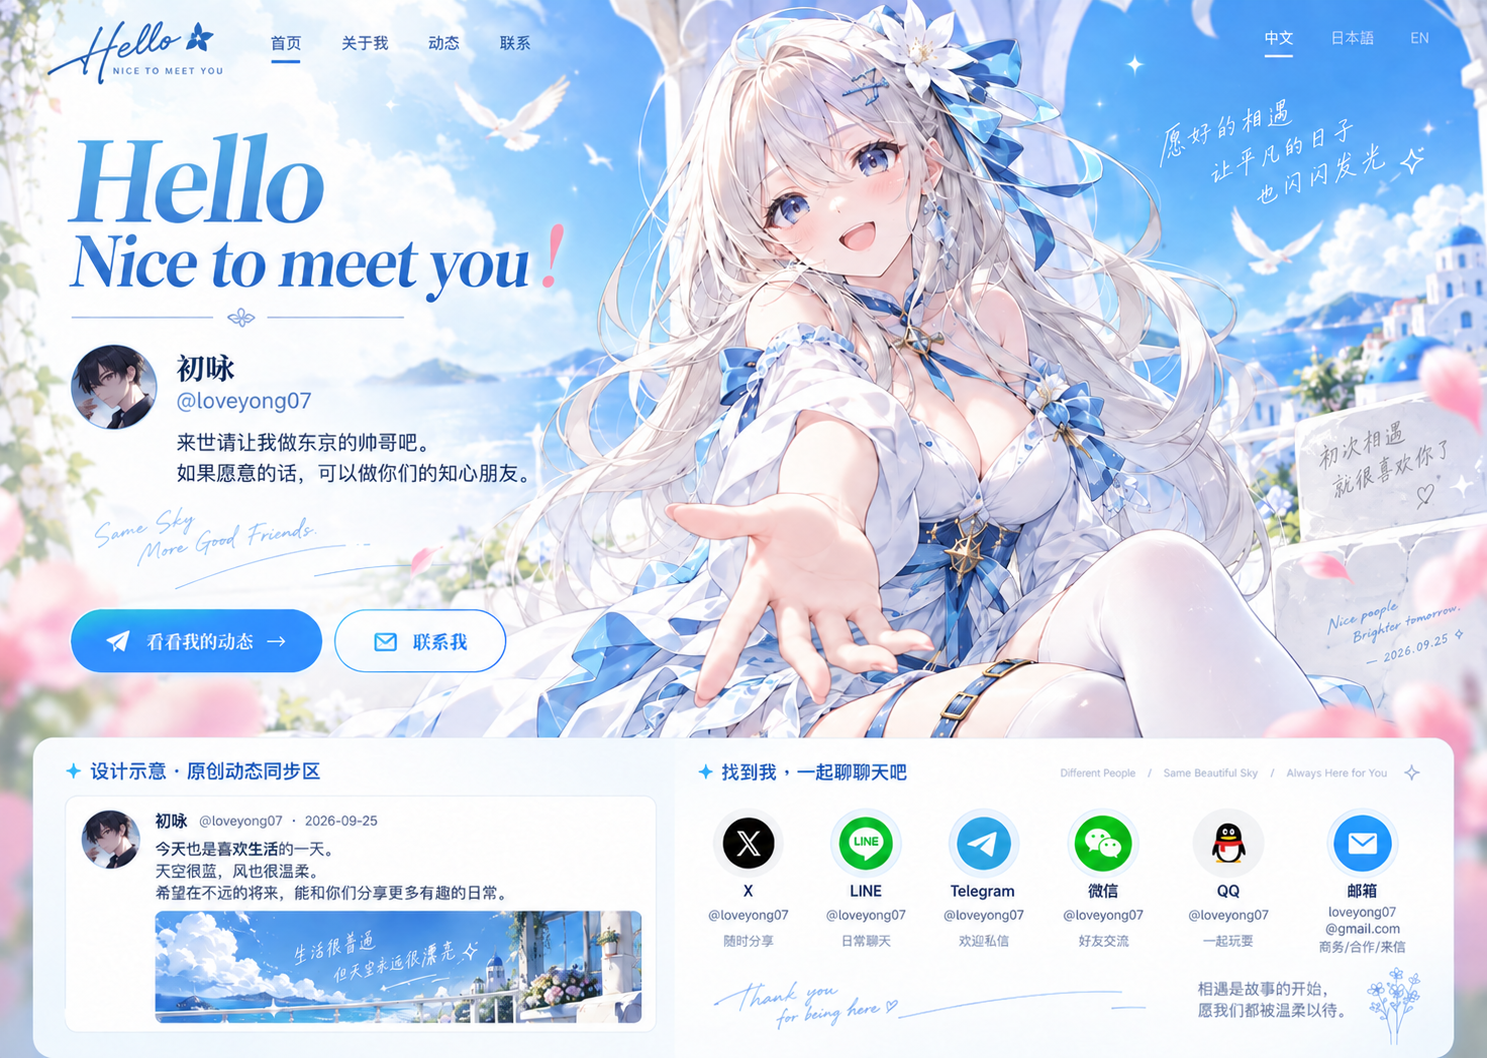 Hello
NICE TO MEET YOU
首页 关于我 动态 联系
中文 日本語 EN
Hello
Nice to meet you!
愿好的相遇
让平凡的日子
也闪闪发光
初咏
@loveyong07
来世请让我做东京的帅哥吧。
如果愿意的话，可以做你们的知心朋友。
Same Sky
More Good Friends.
看看我的动态 →
联系我
初次相遇
就很喜欢你了
Nice people
Brighter tomorrow.
— 2026.09.25
设计示意 · 原创动态同步区
初咏 @loveyong07 · 2026-09-25
今天也是喜欢生活的一天。
天空很蓝，风也很温柔。
希望在不远的将来，能和你们分享更多有趣的日常。
生活很普通
但天空永远很漂亮
找到我，一起聊聊天吧
Different People / Same Beautiful Sky / Always Here for You
X
@loveyong07
随时分享
LINE
LINE
@loveyong07
日常聊天
Telegram
@loveyong07
欢迎私信
微信
@loveyong07
好友交流
QQ
@loveyong07
一起玩耍
邮箱
loveyong07
@gmail.com
商务/合作/来信
Thank you
for being here
相遇是故事的开始，
愿我们都被温柔以待。